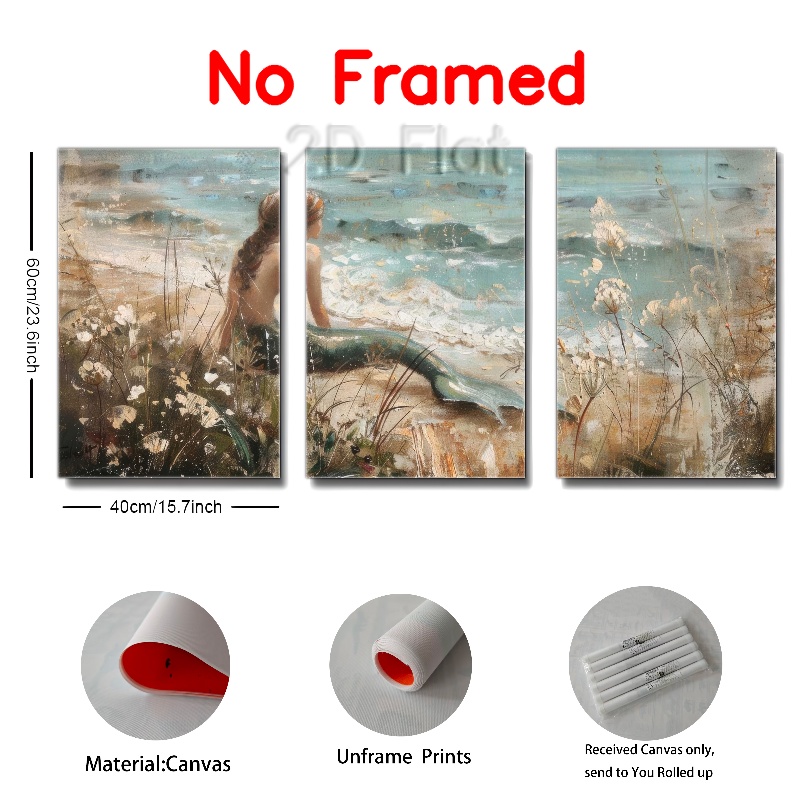 No Framed
2D Flat
60cm/23.6inch
40cm/15.7inch
Material:Canvas
Unframe Prints
Received Canvas only,
send to You Rolled up